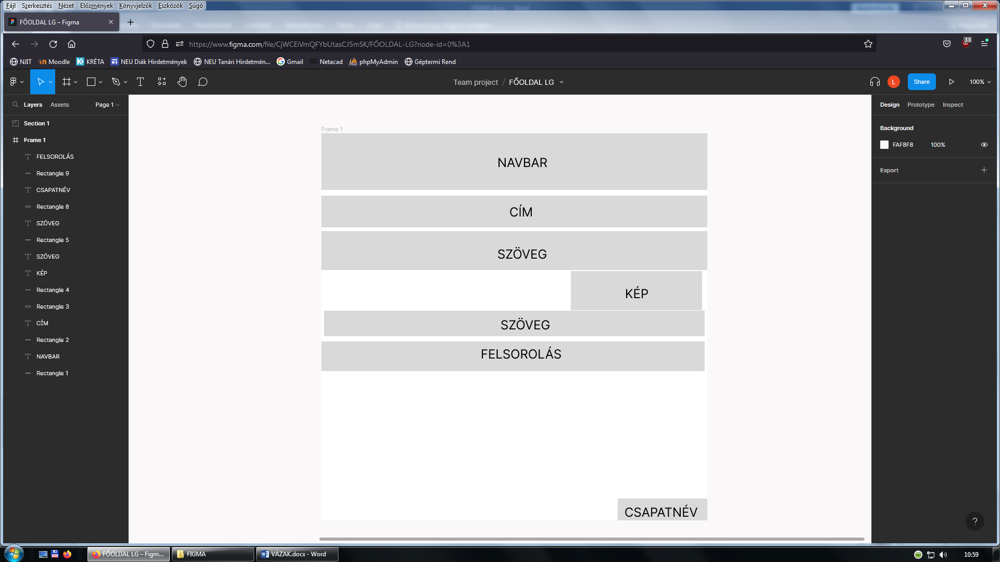 Fájl Szerkesztés Nézet Előzmények Könyvjelzők Eszközök Súgó
FŐOLDAL LG – Figma
https://www.figma.com/file/CjWCEiVmQFYbUtasCJ5mSK/FŐOLDAL-LG?node-id=0%3A1
33
NJIT Moodle KRÉTA NEU Diák Hirdetmények NEU Tanári Hirdetmén... Gmail Netacad phpMyAdmin Géptermi Rend
Team project / FŐOLDAL LG
L
Share
100%
Layers Assets Page 1
Design Prototype Inspect
Section 1
Frame 1
FELSOROLÁS
Rectangle 9
CSAPATNÉV
Rectangle 8
SZÖVEG
Rectangle 5
SZÖVEG
KÉP
Rectangle 4
Rectangle 3
CÍM
Rectangle 2
NAVBAR
Rectangle 1
Frame 1
NAVBAR
CÍM
SZÖVEG
KÉP
SZÖVEG
FELSOROLÁS
CSAPATNÉV
Background
FAF8F8 100%
Export
?
FŐOLDAL LG – Figm... FIGMA VÁZAK.docx - Word
10:59